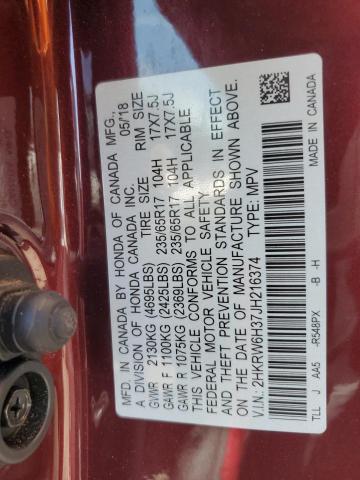 MFD. IN CANADA BY HONDA OF CANADA MFG., 05/18
A DIVISION OF HONDA CANADA INC.
TIRE SIZE RIM SIZE
GVWR 2130KG (4695LBS)
GAWR F 1100KG (2425LBS) 235/65R17 104H 17X7.5J
GAWR R 1075KG (2369LBS) 235/65R17 104H 17X7.5J
THIS VEHICLE CONFORMS TO ALL APPLICABLE
FEDERAL MOTOR VEHICLE SAFETY
AND THEFT PREVENTION STANDARDS IN EFFECT
ON THE DATE OF MANUFACTURE SHOWN ABOVE.
V.I.N.: 2HKRW6H37JH216374 TYPE: MPV
TLL J AA5 -R548PX -B -H
MADE IN CANADA